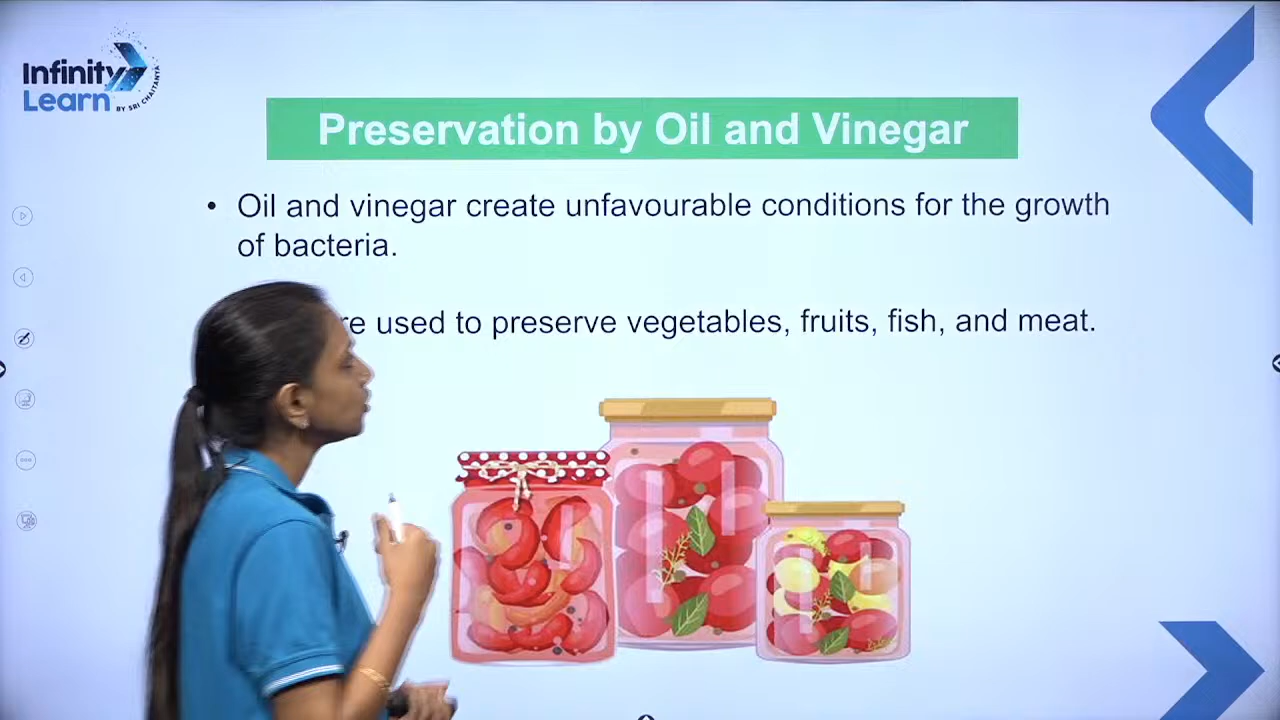 Infinity
Learn
BY SRI CHAITANYA
Preservation by Oil and Vinegar
• Oil and vinegar create unfavourable conditions for the growth
of bacteria.
re used to preserve vegetables, fruits, fish, and meat.